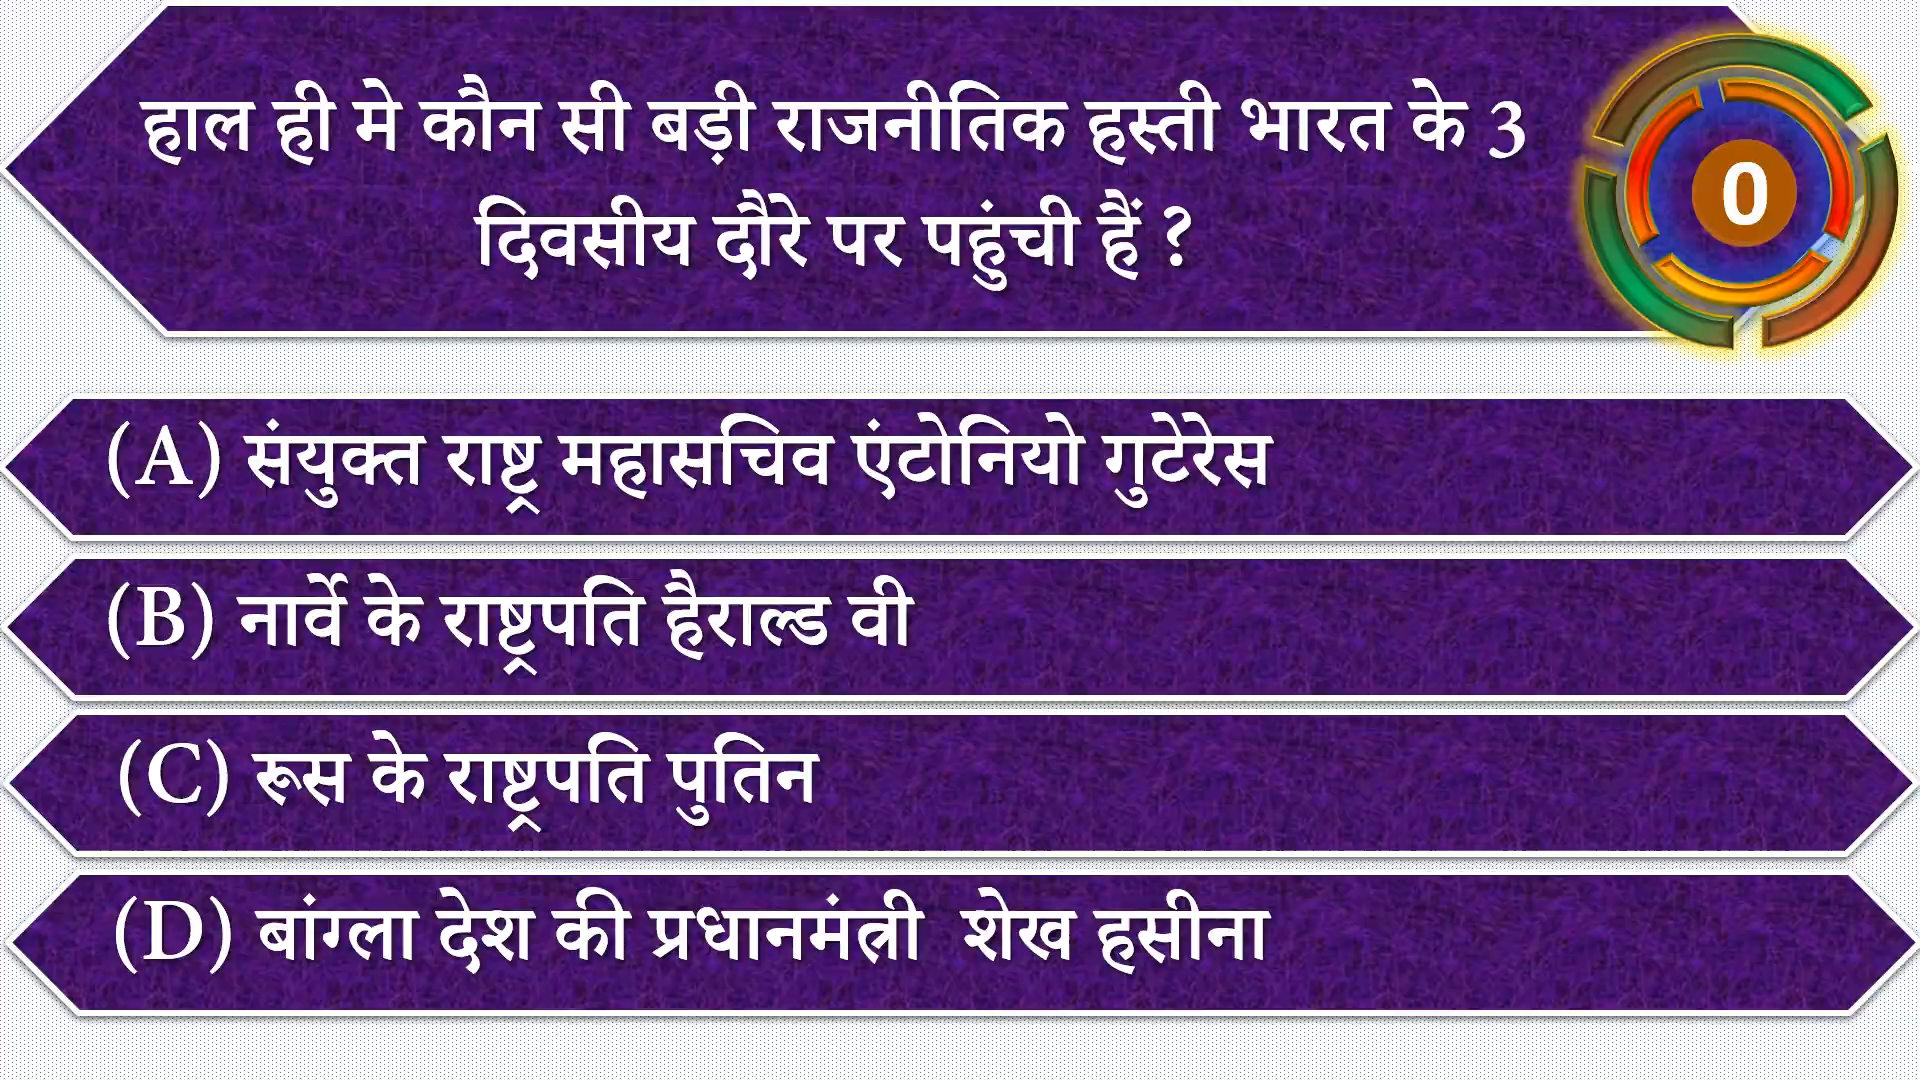 हाल ही मे कौन सी बड़ी राजनीतिक हस्ती भारत के 3
दिवसीय दौरे पर पहुंची हैं ?
0
(A) संयुक्त राष्ट्र महासचिव एंटोनियो गुटेरेस
(B) नार्वे के राष्ट्रपति हैराल्ड वी
(C) रूस के राष्ट्रपति पुतिन
(D) बांग्ला देश की प्रधानमंत्री शेख हसीना